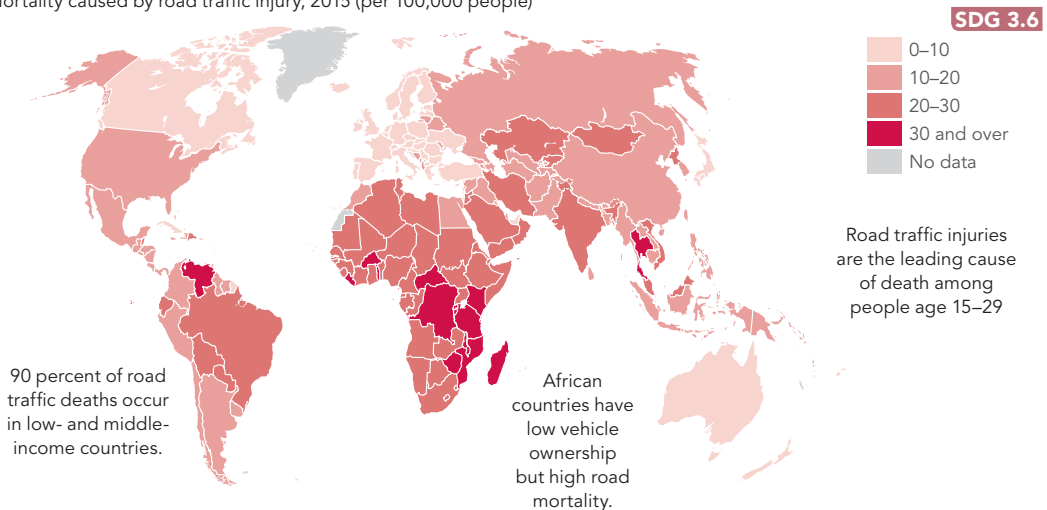 ortality caused by road traffic injury, 2015 (per 100,000 people)
SDG 3.6
0–10
10–20
20–30
30 and over
No data
Road traffic injuries
are the leading cause
of death among
people age 15–29
90 percent of road
traffic deaths occur
in low- and middle-
income countries.
African
countries have
low vehicle
ownership
but high road
mortality.